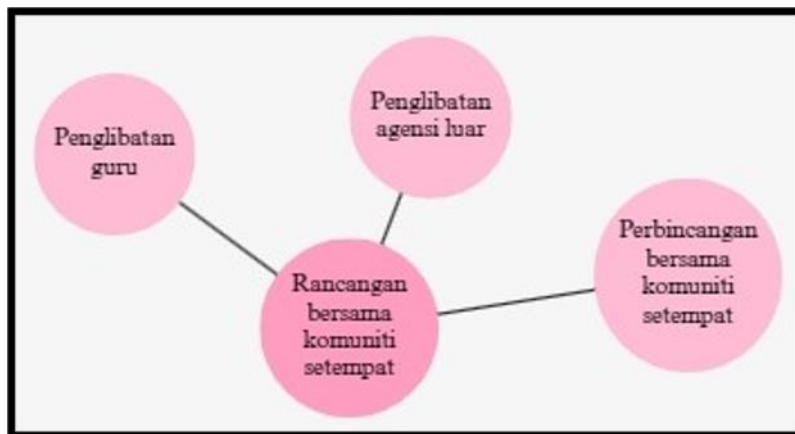 Penglibatan
guru
Penglibatan
agensi luar
Perbincangan
bersama
komuniti
setempat
Rancangan
bersama
komuniti
setempat